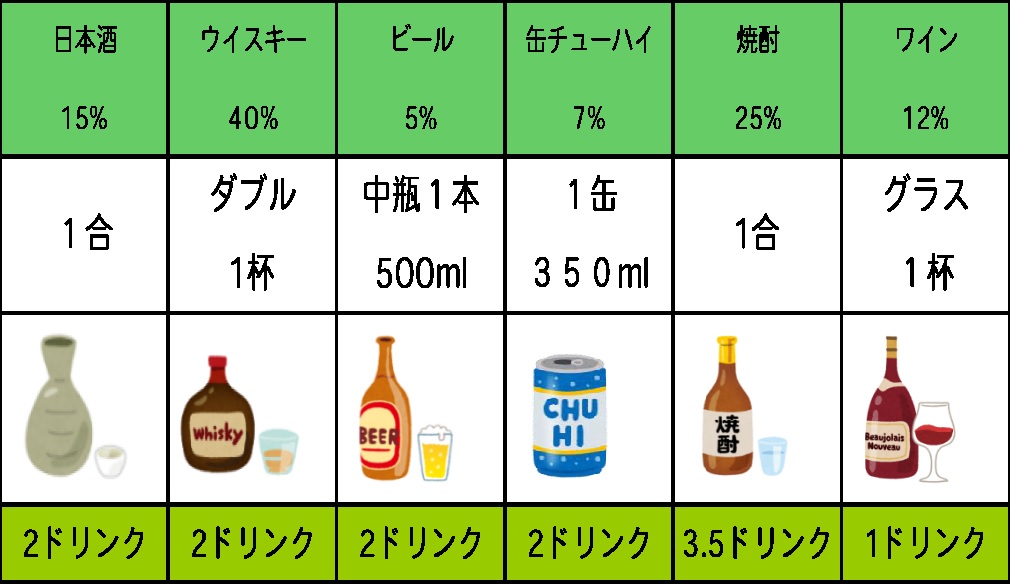 日本酒 ウイスキー ビール 缶チューハイ 焼酎 ワイン
15% 40% 5% 7% 25% 12%
1合 ダブル 中瓶1本 1缶 1合 グラス
1杯 500ml 350ml 1杯
Whisky BEER CHU HI 焼酎 Beaujolais Nouveau
2ドリンク 2ドリンク 2ドリンク 2ドリンク 3.5ドリンク 1ドリンク